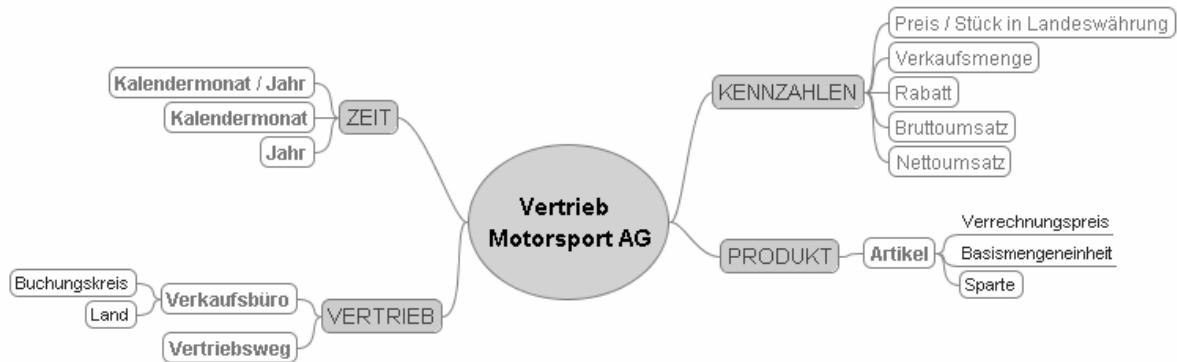 Preis / Stück in Landeswährung
Verkaufsmenge
KENNZAHLEN
Rabatt
Bruttoumsatz
Nettoumsatz
Kalendermonat / Jahr
Kalendermonat
ZEIT
Jahr
Vertrieb
Motorsport AG
Verrechnungspreis
PRODUKT
Artikel
Basismengeneinheit
Sparte
Buchungskreis
Land
Verkaufsbüro
VERTRIEB
Vertriebsweg